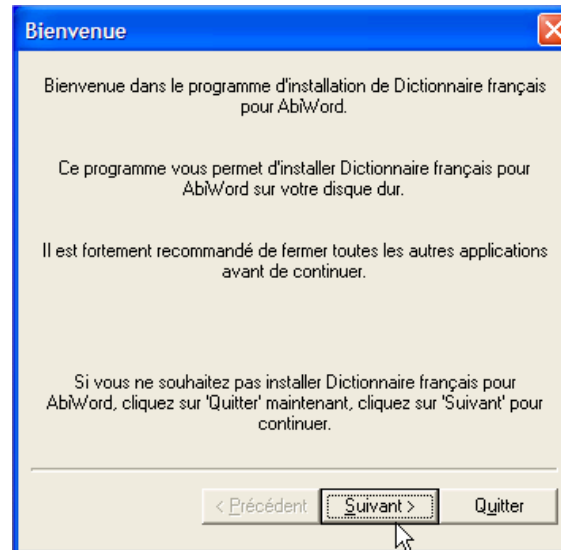 Bienvenue
Bienvenue dans le programme d'installation de Dictionnaire français
pour AbiWord.
Ce programme vous permet d'installer Dictionnaire français pour
AbiWord sur votre disque dur.
Il est fortement recommandé de fermer toutes les autres applications
avant de continuer.
Si vous ne souhaitez pas installer Dictionnaire français pour
AbiWord, cliquez sur 'Quitter' maintenant, cliquez sur 'Suivant' pour
continuer.
< Précédent Suivant > Quitter